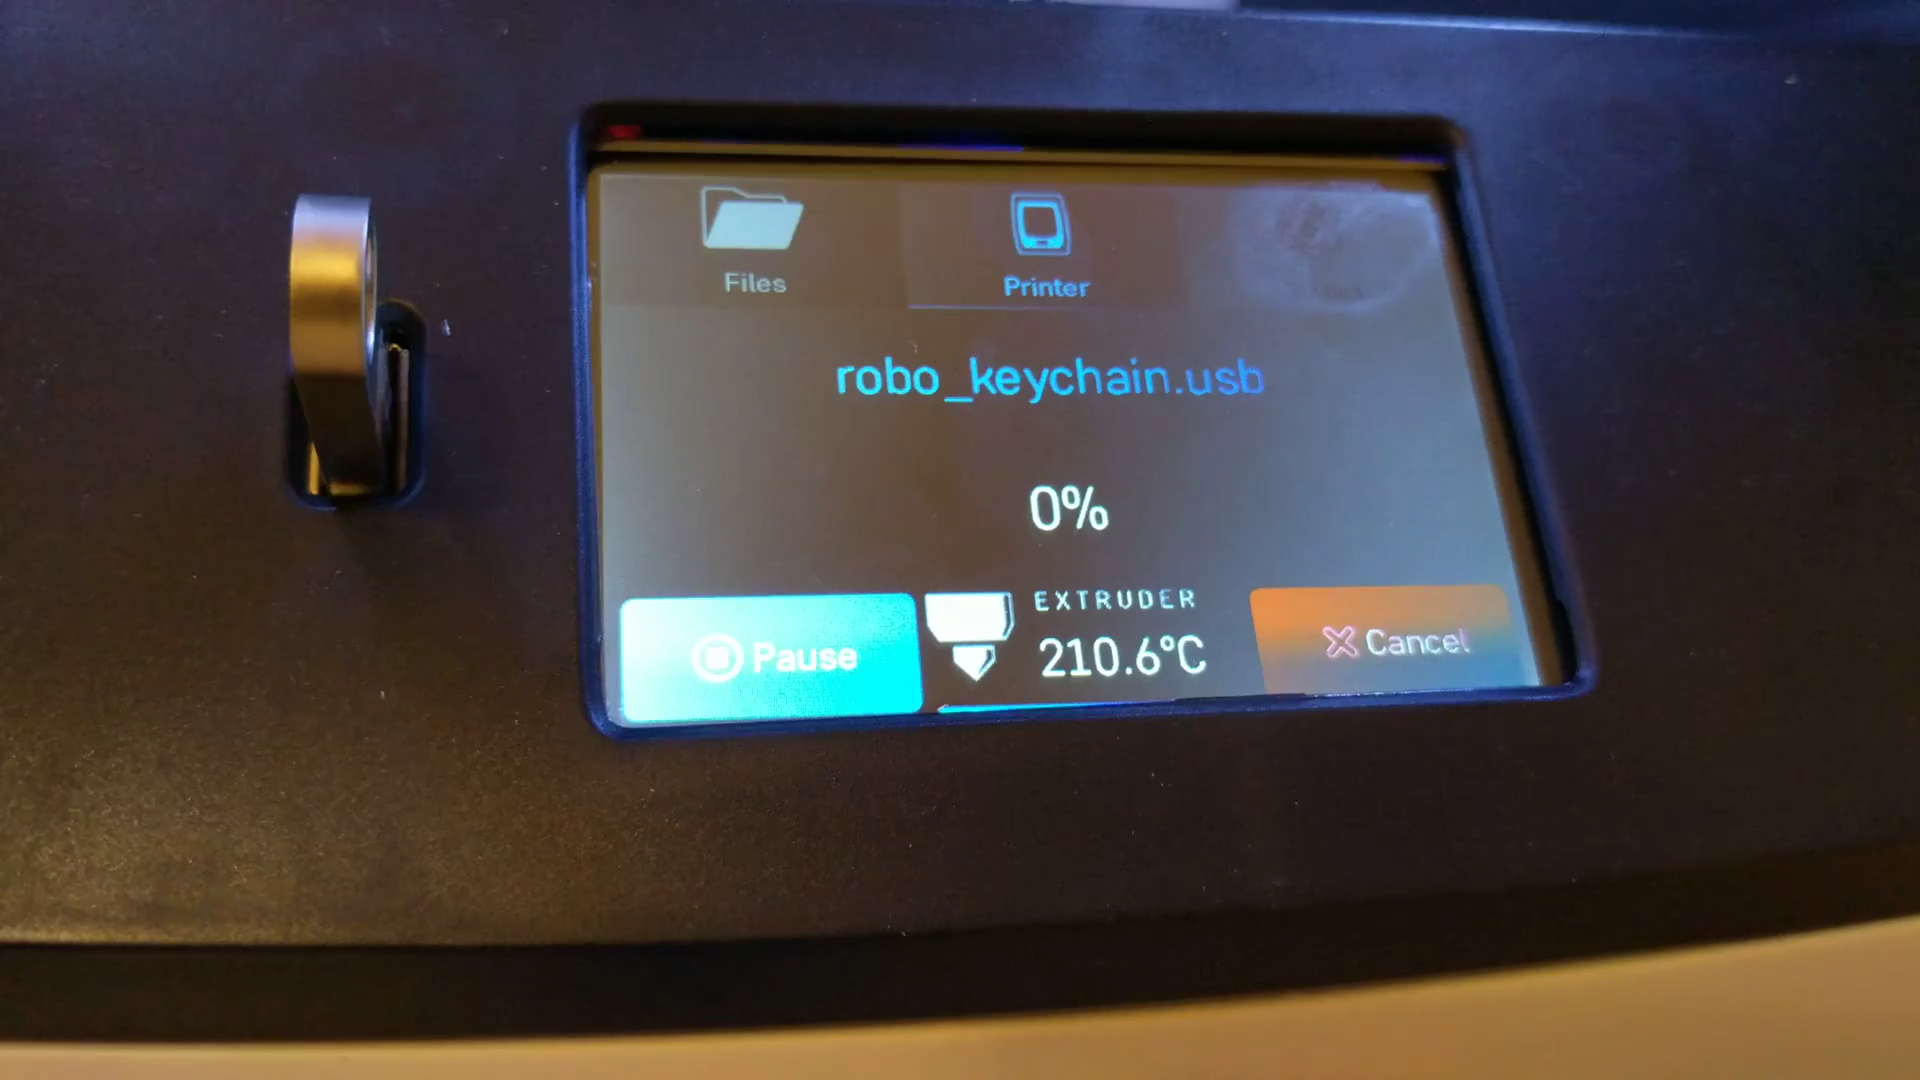 Files
Printer
robo_keychain.usb
0%
EXTRUDER
210.6°C
Pause
Cancel